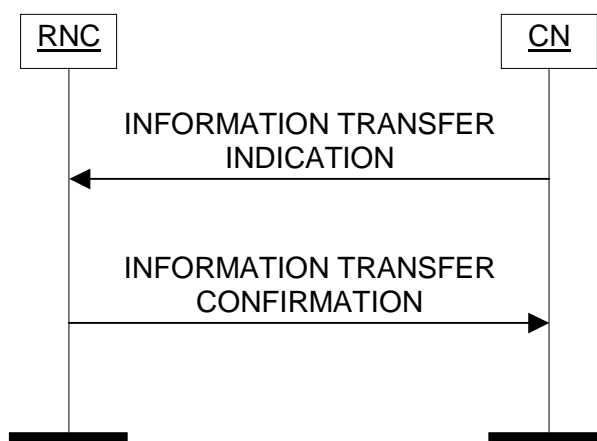 RNC
CN
INFORMATION TRANSFER
INDICATION
INFORMATION TRANSFER
CONFIRMATION